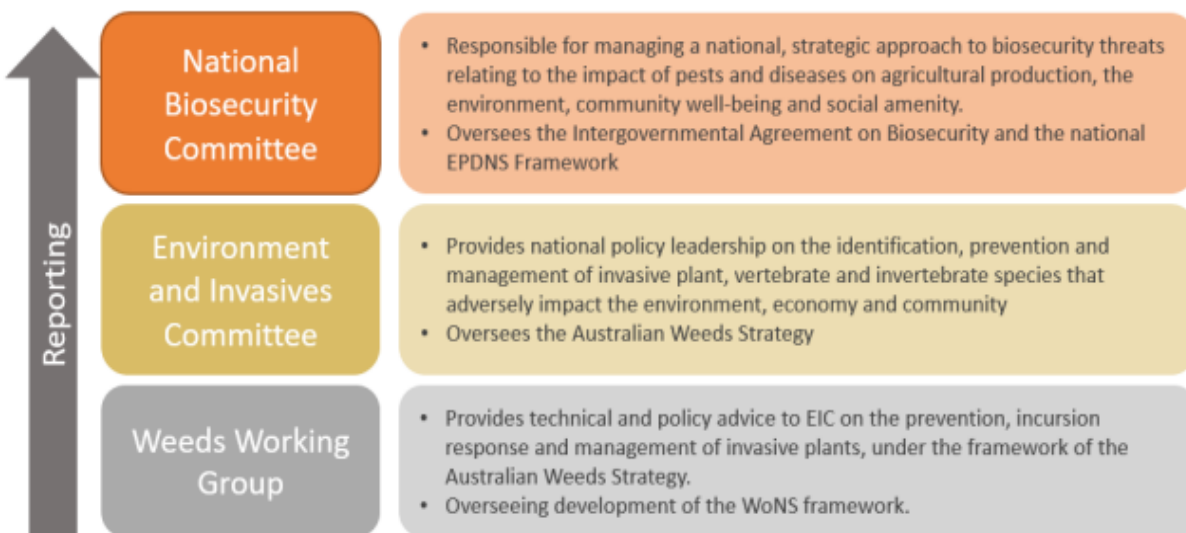 Reporting
National
Biosecurity
Committee
• Responsible for managing a national, strategic approach to biosecurity threats
relating to the impact of pests and diseases on agricultural production, the
environment, community well-being and social amenity.
• Oversees the Intergovernmental Agreement on Biosecurity and the national
EPDNS Framework
Environment
and Invasives
Committee
• Provides national policy leadership on the identification, prevention and
management of invasive plant, vertebrate and invertebrate species that
adversely impact the environment, economy and community
• Oversees the Australian Weeds Strategy
Weeds Working
Group
• Provides technical and policy advice to EIC on the prevention, incursion
response and management of invasive plants, under the framework of the
Australian Weeds Strategy.
• Overseeing development of the WoNS framework.